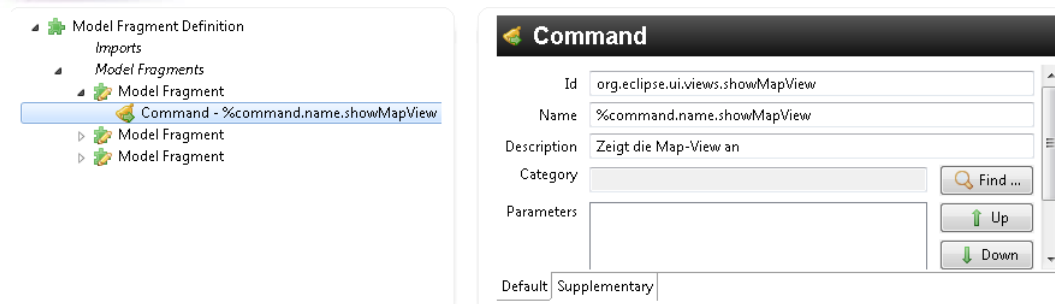 Model Fragment Definition
Imports
Model Fragments
Model Fragment
Command - %command.name.showMapView
Model Fragment
Model Fragment
Command
Id org.eclipse.ui.views.showMapView
Name %command.name.showMapView
Description Zeigt die Map-View an
Category Find ...
Parameters Up
Down
Default Supplementary